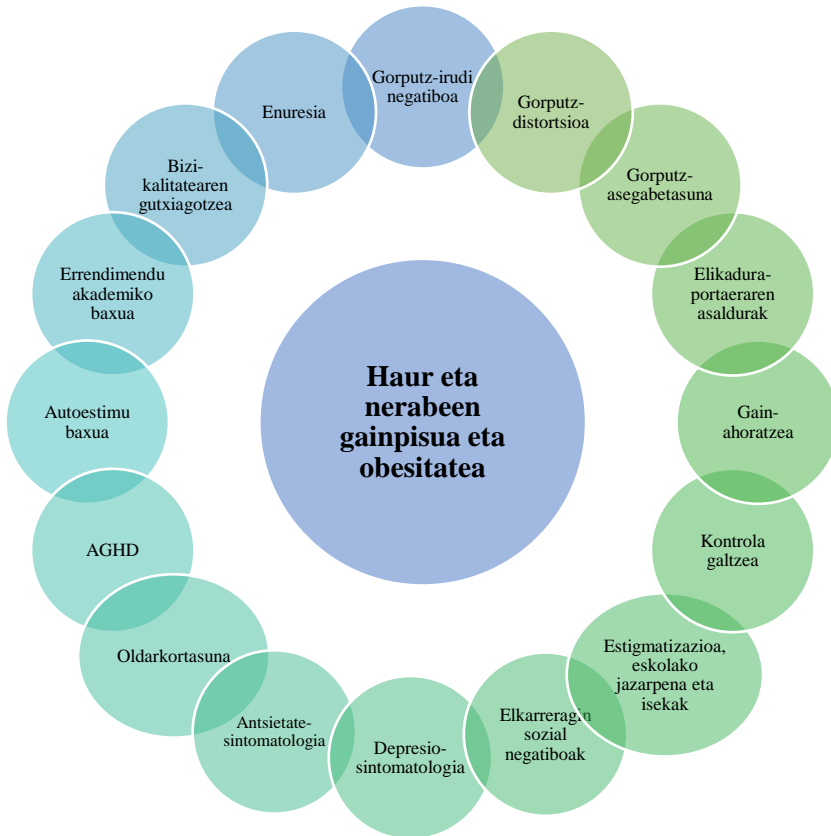 Gorputz-irudi
negatiboa
Gorputz-
distortsioa
Gorputz-
asegabetasuna
Elikadura-
portaeraren
asaldurak
Gain-
ahoratzea
Kontrola
galtzea
Estigmatizazioa,
eskolako
jazarpena eta
isekak
Elkarreragin
sozial
negatiboak
Depresio-
sintomatologia
Antsietate-
sintomatologia
Oldarkortasuna
AGHD
Autoestimu
baxua
Errendimendu
akademiko
baxua
Bizi-
kalitatearen
gutxiagotzea
Enuresia
Haur eta
nerabeen
gainpisua eta
obesitatea